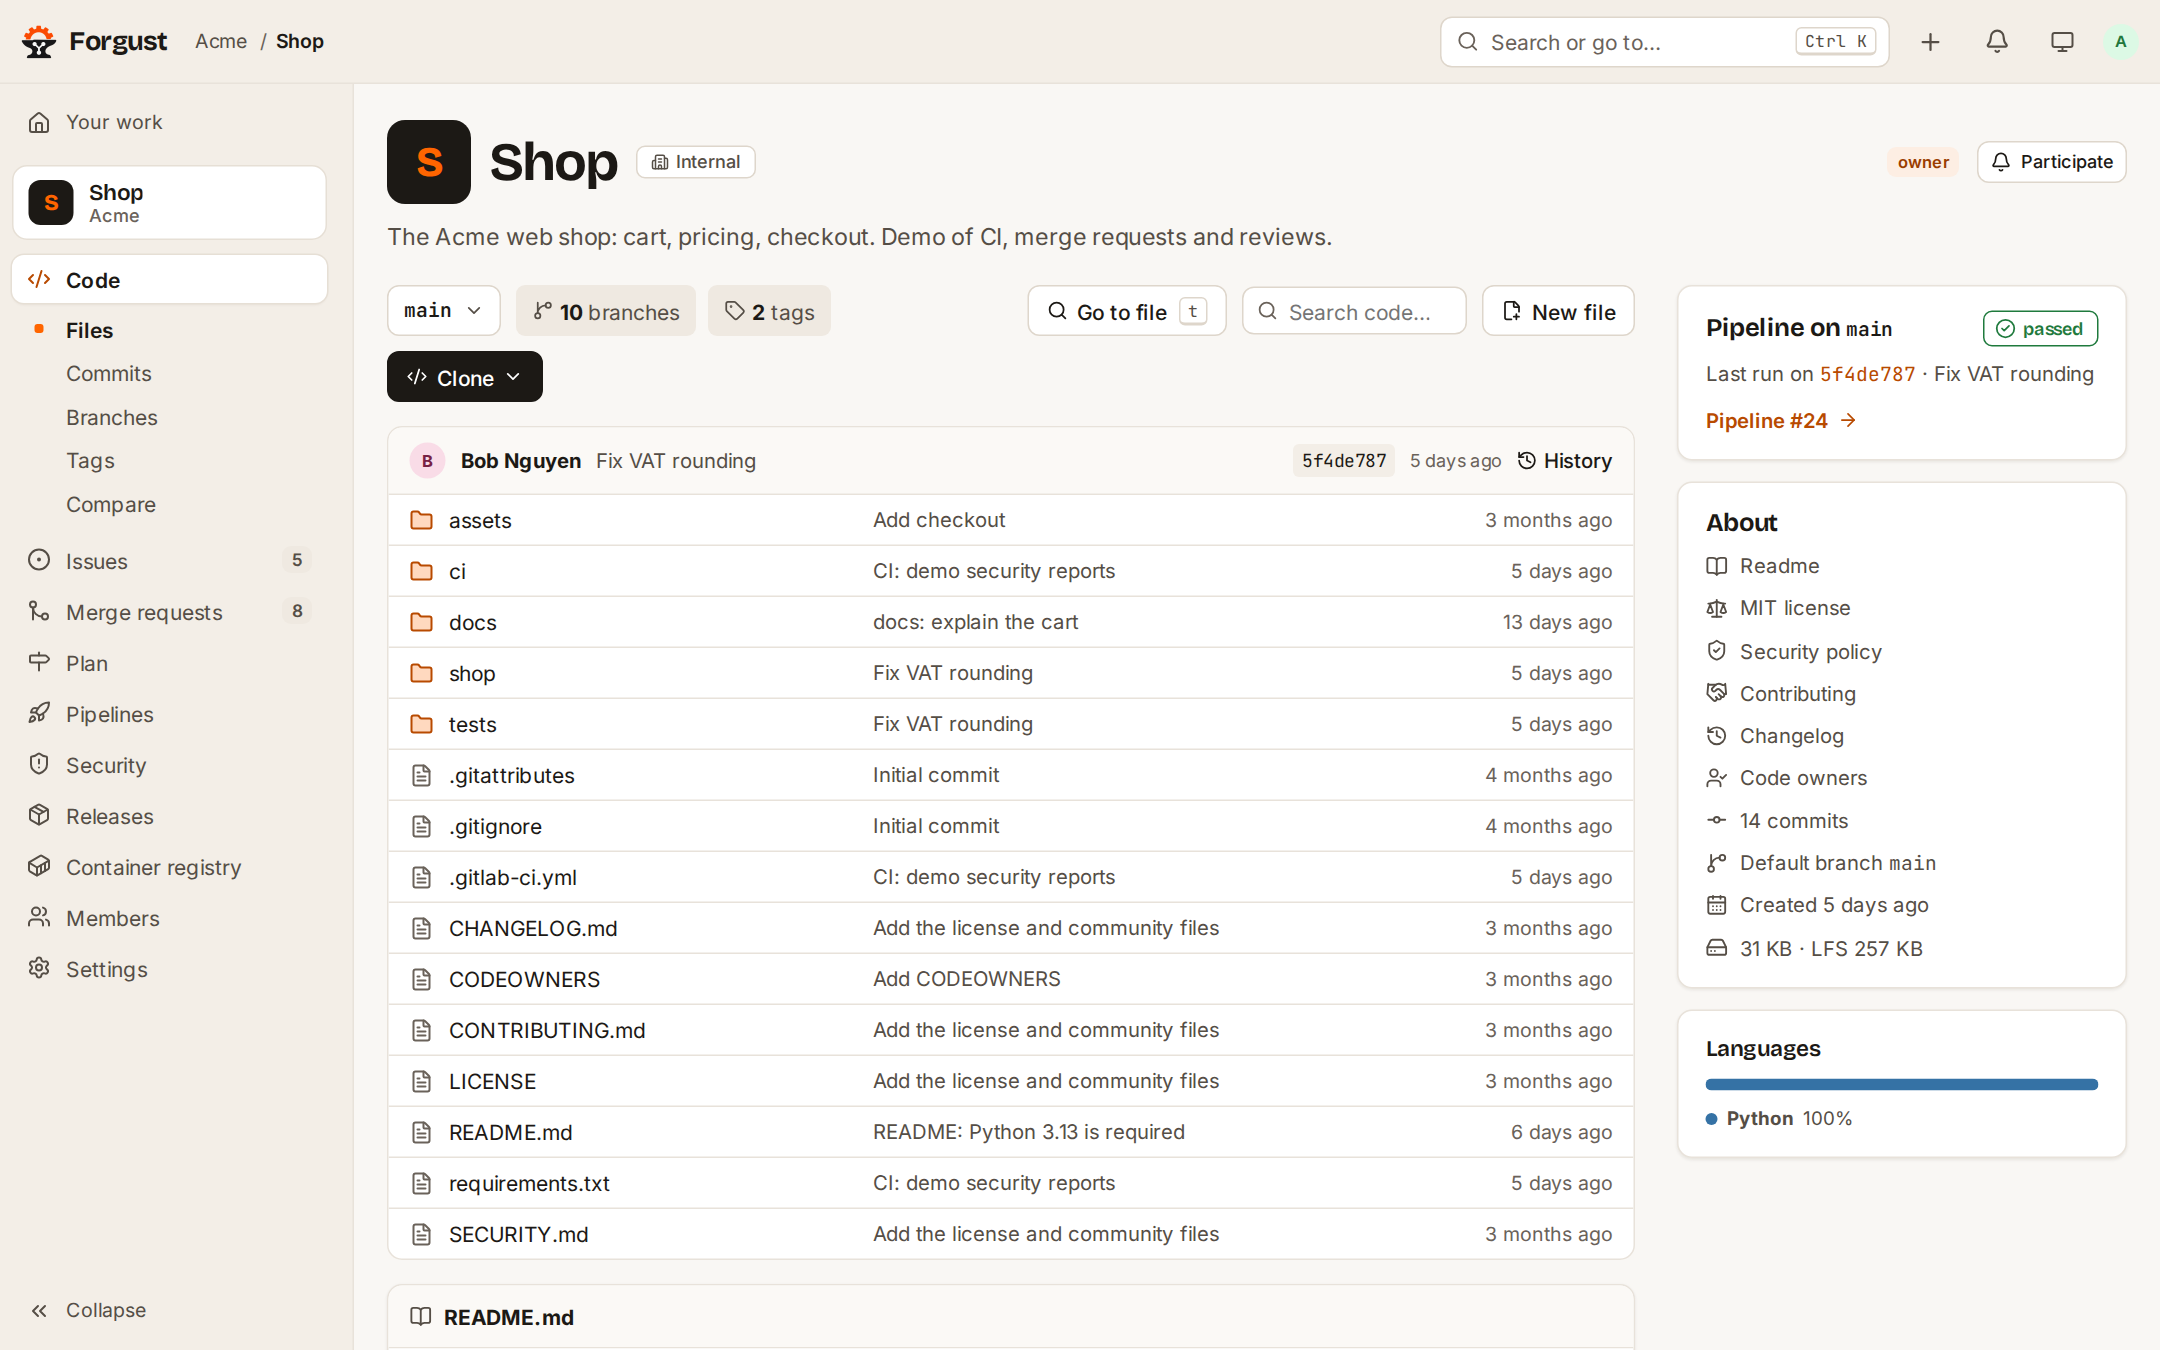 Forgust Acme / Shop Search or go to... Ctrl K A
Your work
S Shop
Acme
Code
Files
Commits
Branches
Tags
Compare
Issues 5
Merge requests 8
Plan
Pipelines
Security
Releases
Container registry
Members
Settings
Collapse
S Shop Internal owner Participate
The Acme web shop: cart, pricing, checkout. Demo of CI, merge requests and reviews.
main 10 branches 2 tags Go to file t Search code... New file
Clone
B Bob Nguyen Fix VAT rounding 5f4de787 5 days ago History
assets Add checkout 3 months ago
ci CI: demo security reports 5 days ago
docs docs: explain the cart 13 days ago
shop Fix VAT rounding 5 days ago
tests Fix VAT rounding 5 days ago
.gitattributes Initial commit 4 months ago
.gitignore Initial commit 4 months ago
.gitlab-ci.yml CI: demo security reports 5 days ago
CHANGELOG.md Add the license and community files 3 months ago
CODEOWNERS Add CODEOWNERS 3 months ago
CONTRIBUTING.md Add the license and community files 3 months ago
LICENSE Add the license and community files 3 months ago
README.md README: Python 3.13 is required 6 days ago
requirements.txt CI: demo security reports 5 days ago
SECURITY.md Add the license and community files 3 months ago
README.md
Pipeline on main passed
Last run on 5f4de787 · Fix VAT rounding
Pipeline #24
About
Readme
MIT license
Security policy
Contributing
Changelog
Code owners
14 commits
Default branch main
Created 5 days ago
31 KB · LFS 257 KB
Languages
Python 100%